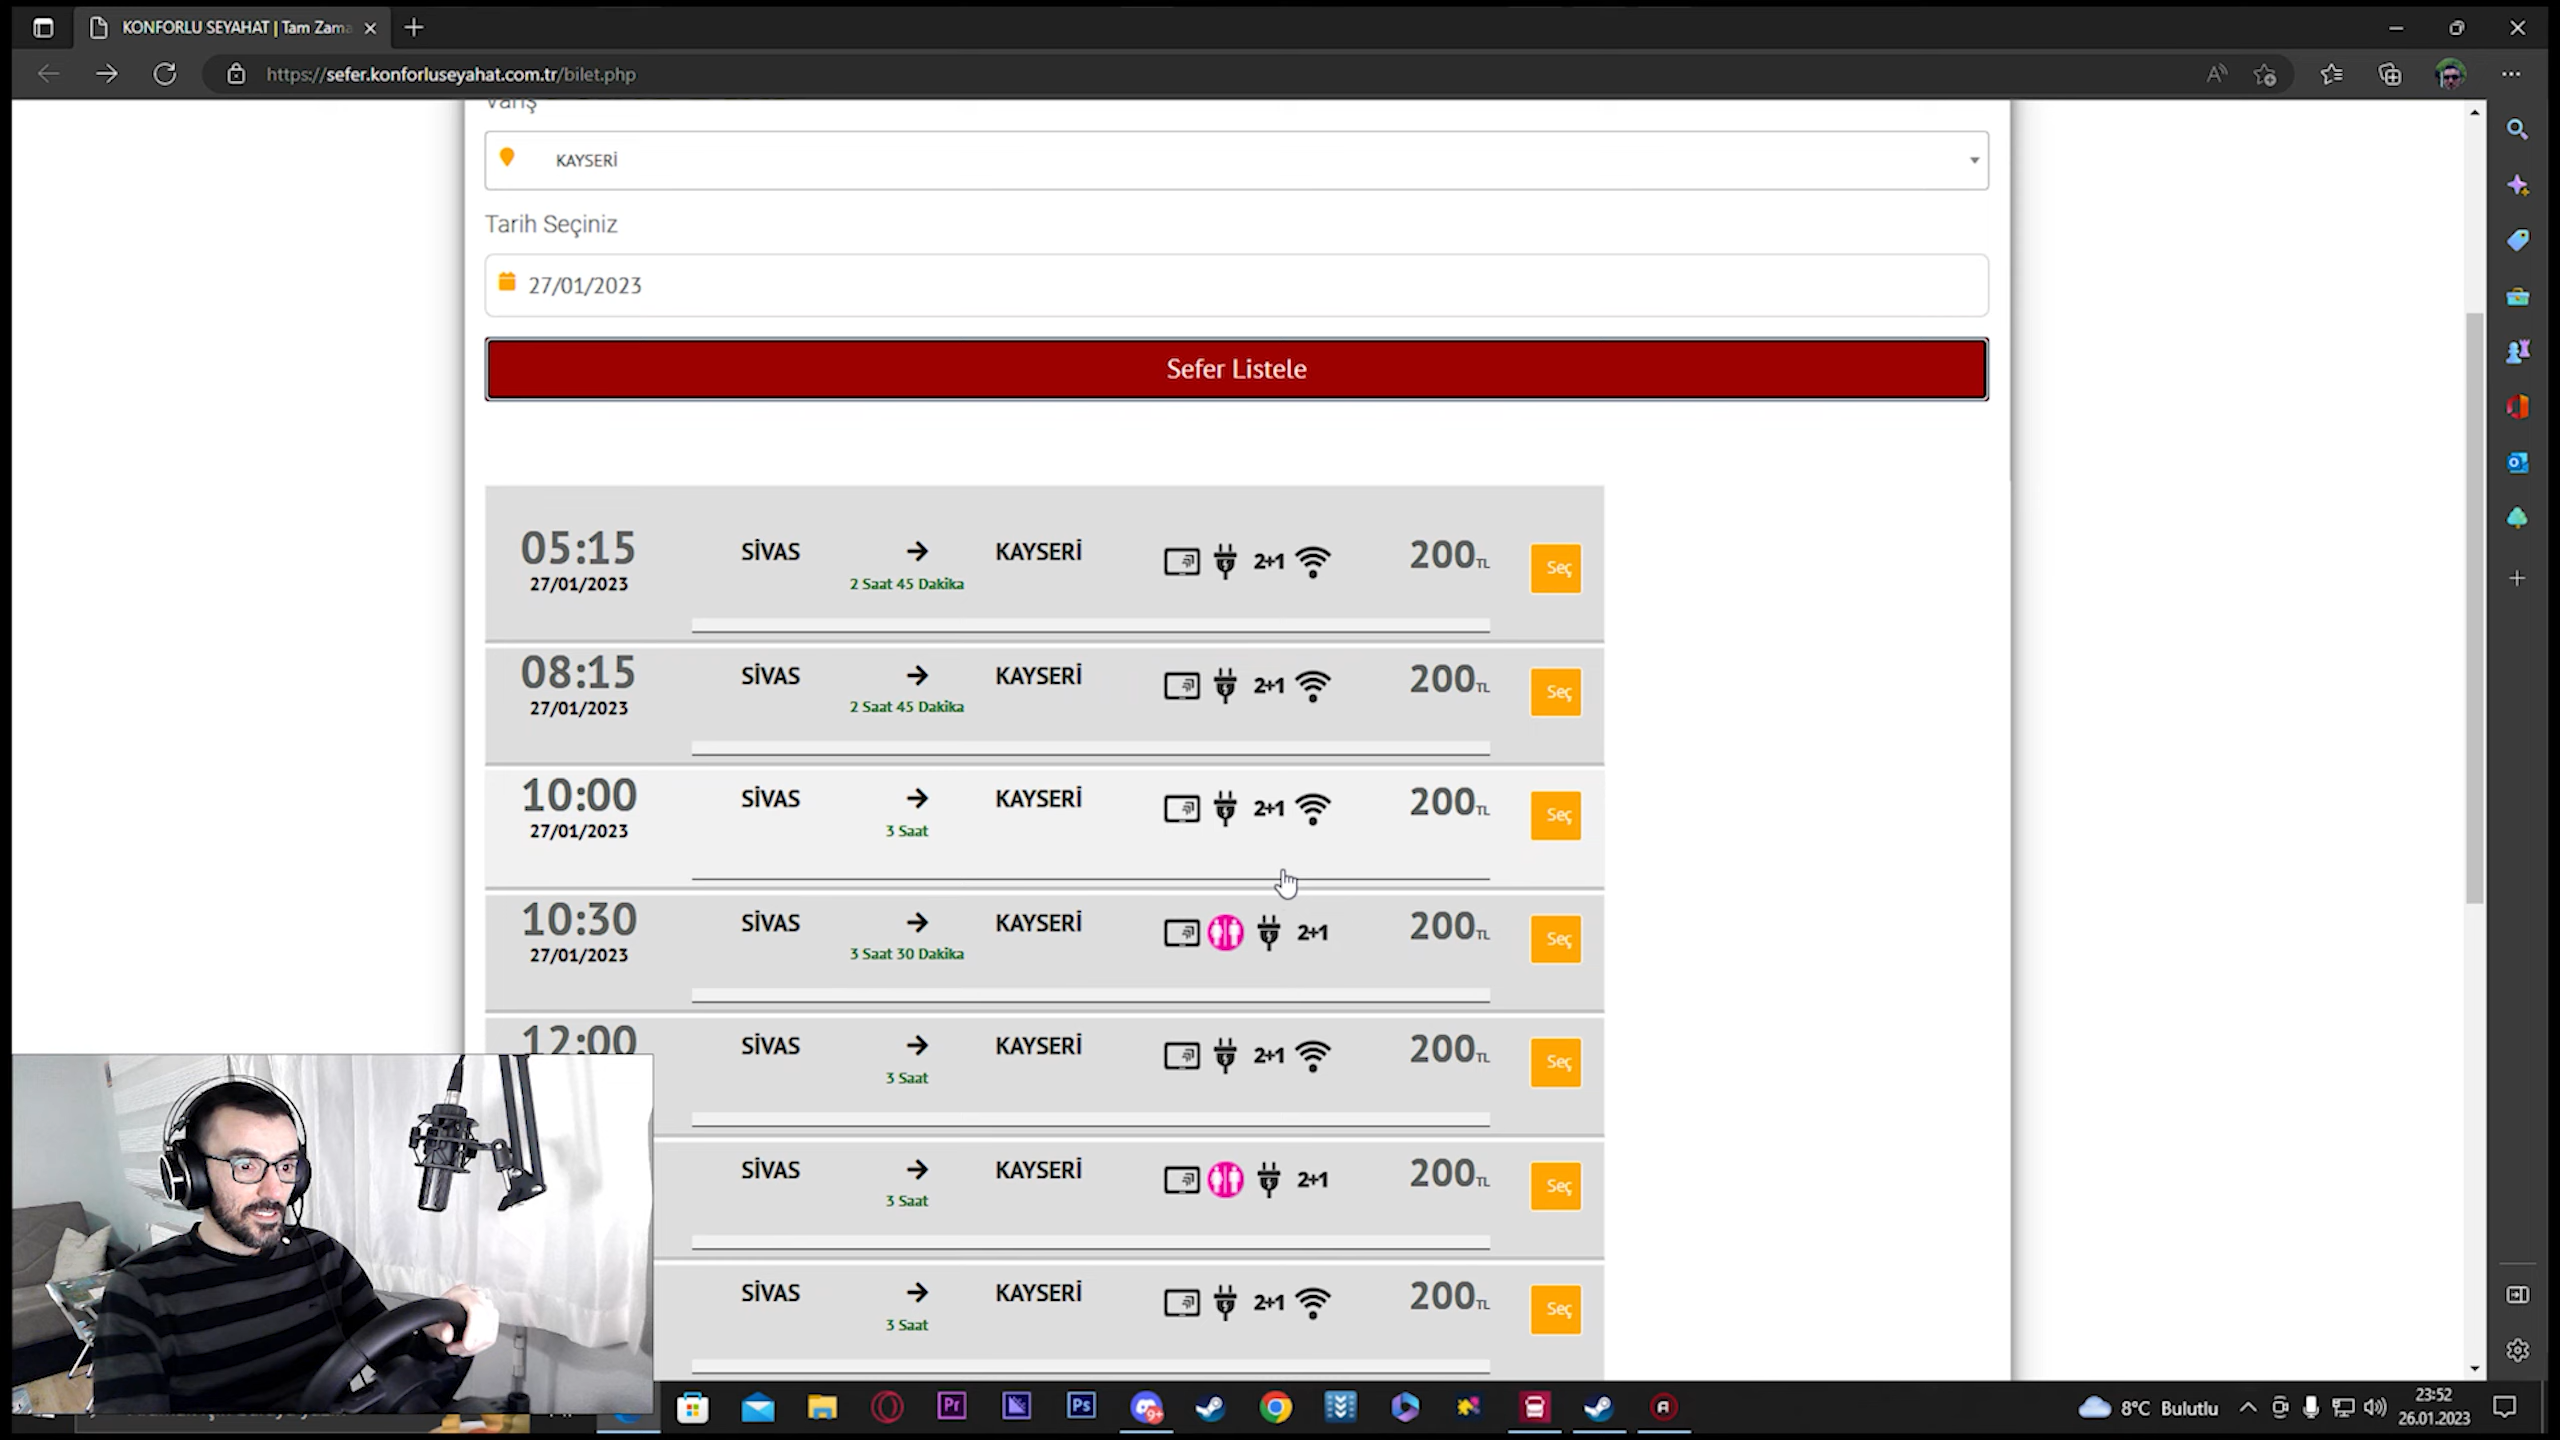 KONFORLU SEYAHAT | Tam Zama
https://sefer.konforluseyahat.com.tr/bilet.php
Varış
KAYSERİ
Tarih Seçiniz
27/01/2023
Sefer Listele
05:15 SİVAS → KAYSERİ 2+1 200TL Seç
27/01/2023 2 Saat 45 Dakika
08:15 SİVAS → KAYSERİ 2+1 200TL Seç
27/01/2023 2 Saat 45 Dakika
10:00 SİVAS → KAYSERİ 2+1 200TL Seç
27/01/2023 3 Saat
10:30 SİVAS → KAYSERİ 2+1 200TL Seç
27/01/2023 3 Saat 30 Dakika
12:00 SİVAS → KAYSERİ 2+1 200TL Seç
3 Saat
SİVAS → KAYSERİ 2+1 200TL Seç
3 Saat
SİVAS → KAYSERİ 2+1 200TL Seç
3 Saat
Pr
Ps
9+
8°C Bulutlu
23:52
26.01.2023